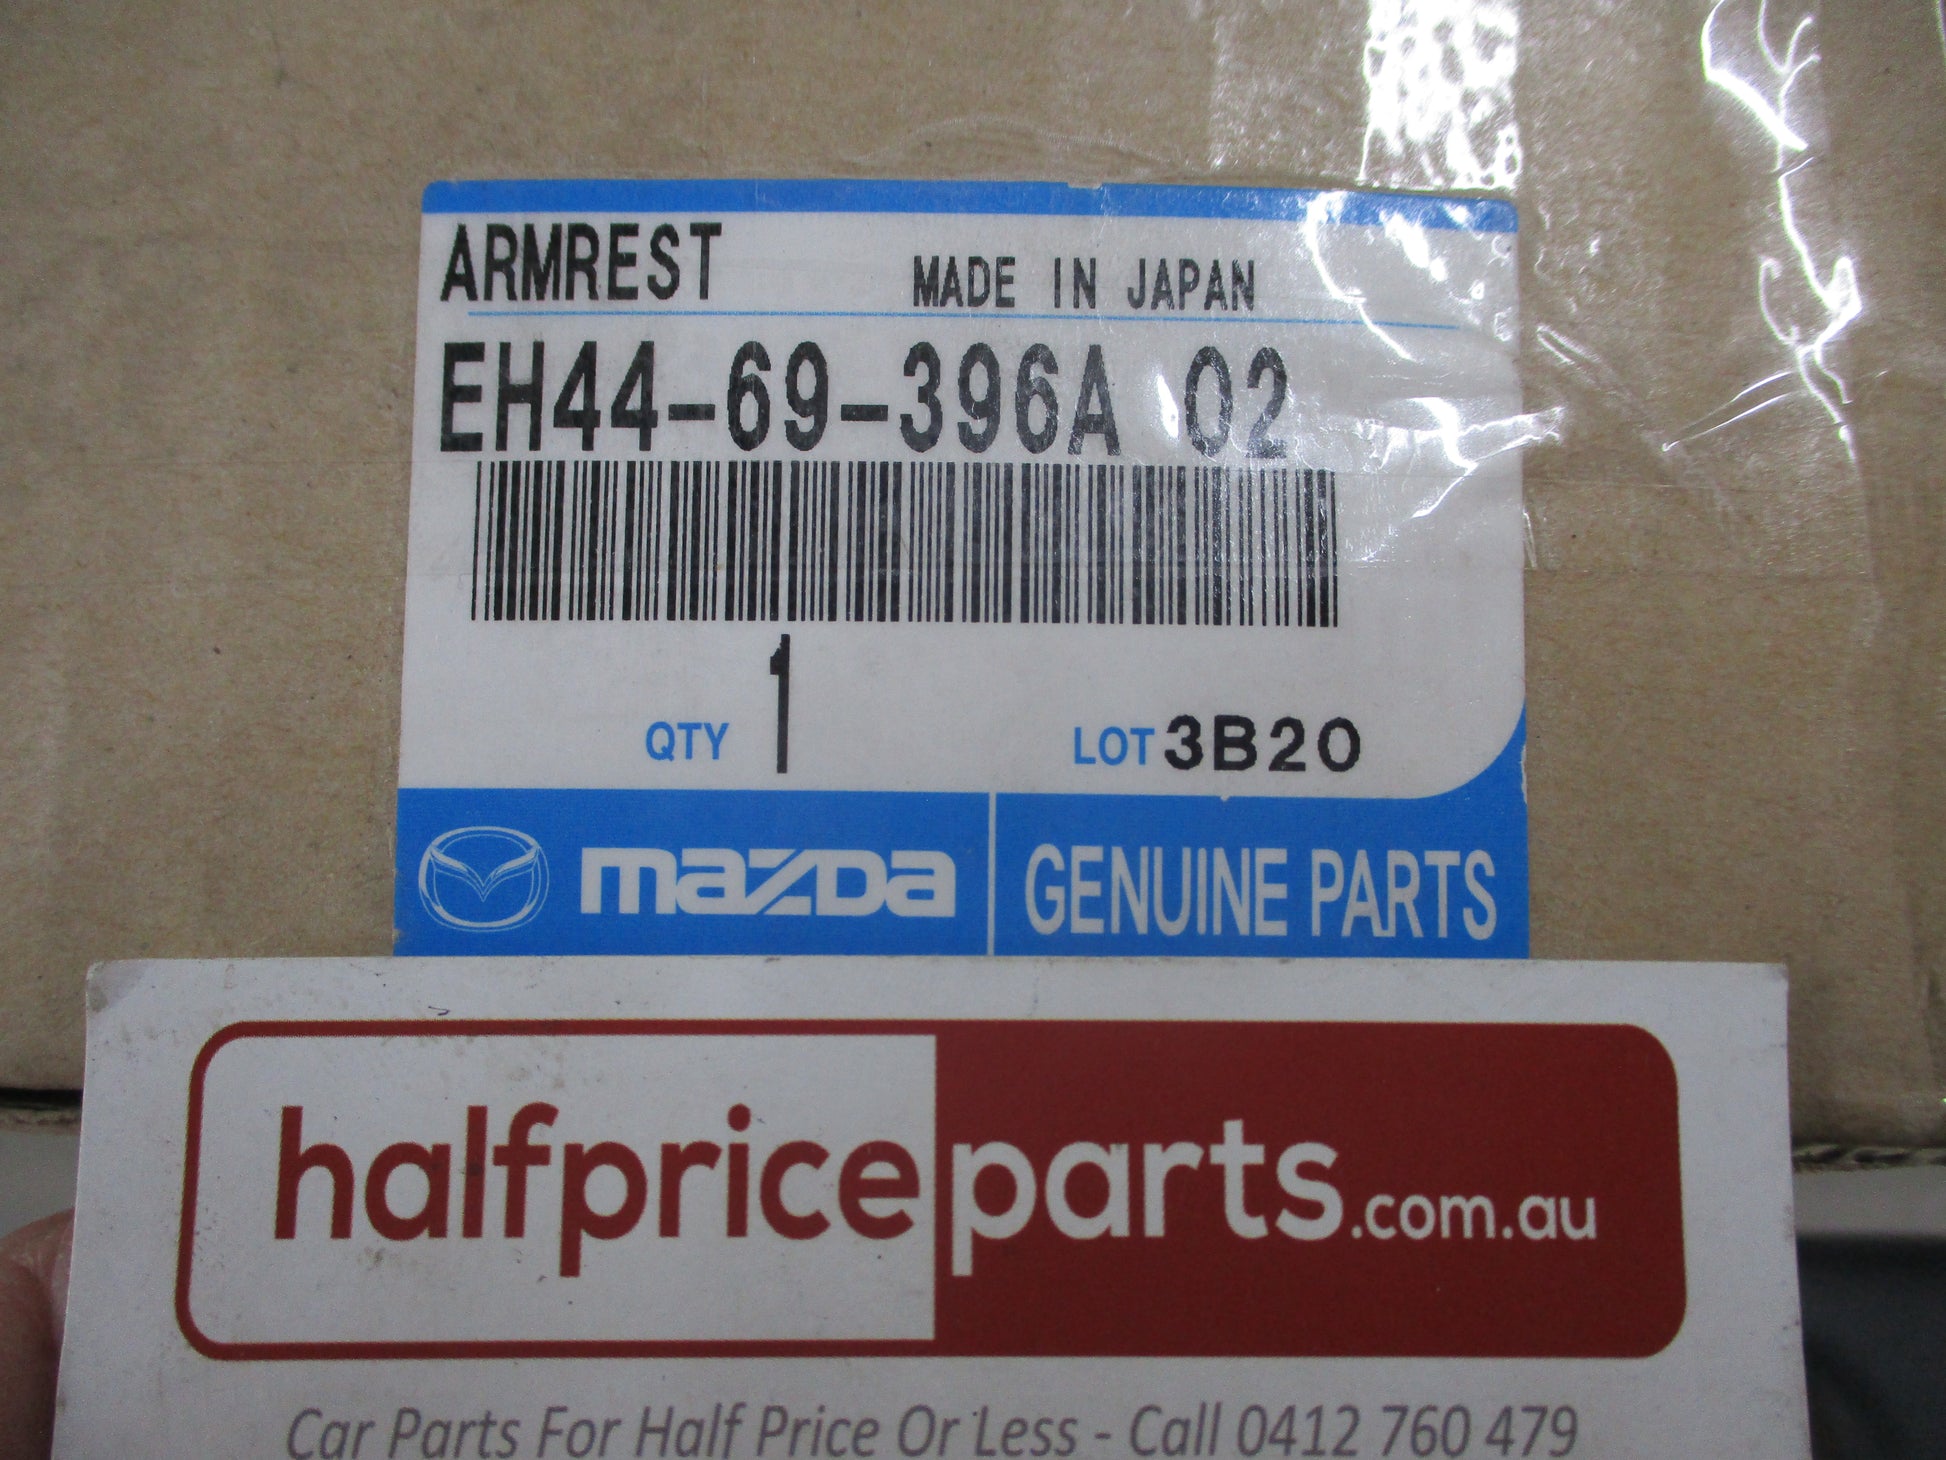 ARMREST MADE IN JAPAN
EH44-69-396A 02
QTY 1 LOT 3B20
mazda GENUINE PARTS
halfpriceparts.com.au
Car Parts For Half Price Or Less - Call 0412 760 479